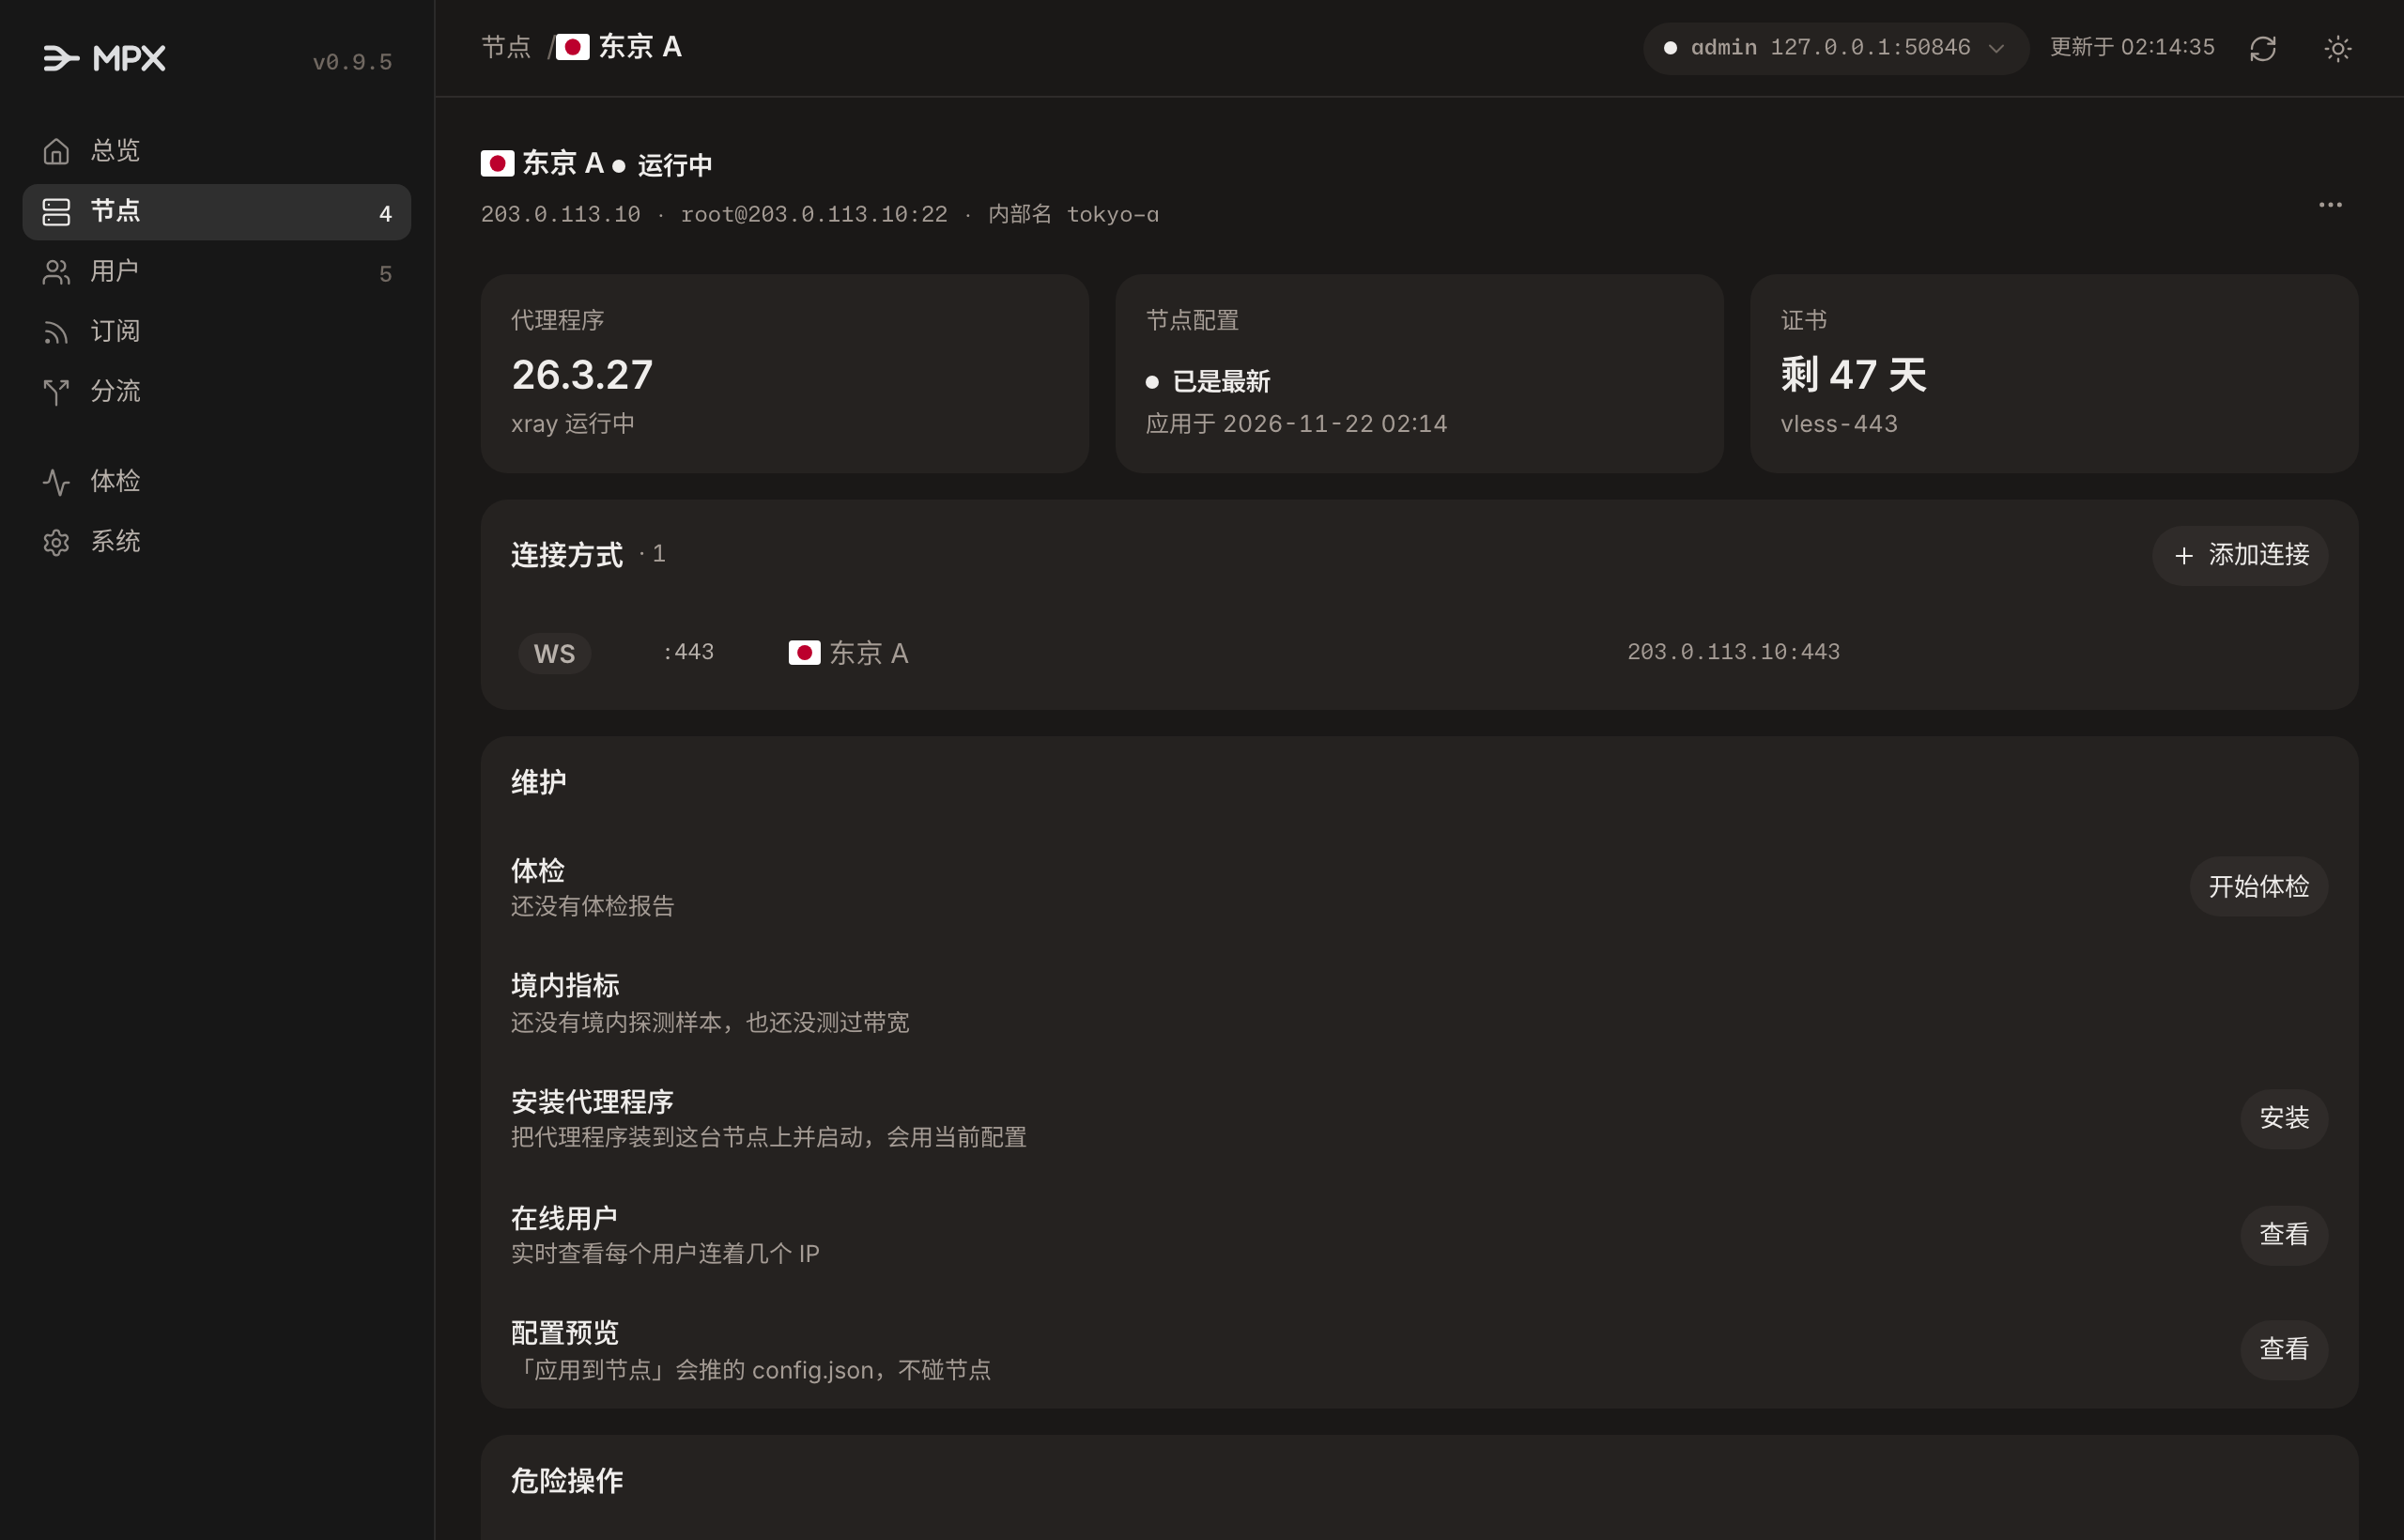 MPX v0.9.5
总览
节点 4
用户 5
订阅
分流
体检
系统
节点 / 东京 A
admin 127.0.0.1:50846 更新于 02:14:35
东京 A 运行中
203.0.113.10 · root@203.0.113.10:22 · 内部名 tokyo-a
代理程序
26.3.27
xray 运行中
节点配置
已是最新
应用于 2026-11-22 02:14
证书
剩 47 天
vless-443
连接方式 · 1
+ 添加连接
WS :443 东京 A 203.0.113.10:443
维护
体检
还没有体检报告
开始体检
境内指标
还没有境内探测样本，也还没测过带宽
安装代理程序
把代理程序装到这台节点上并启动，会用当前配置
安装
在线用户
实时查看每个用户连着几个 IP
查看
配置预览
「应用到节点」会推的 config.json，不碰节点
查看
危险操作